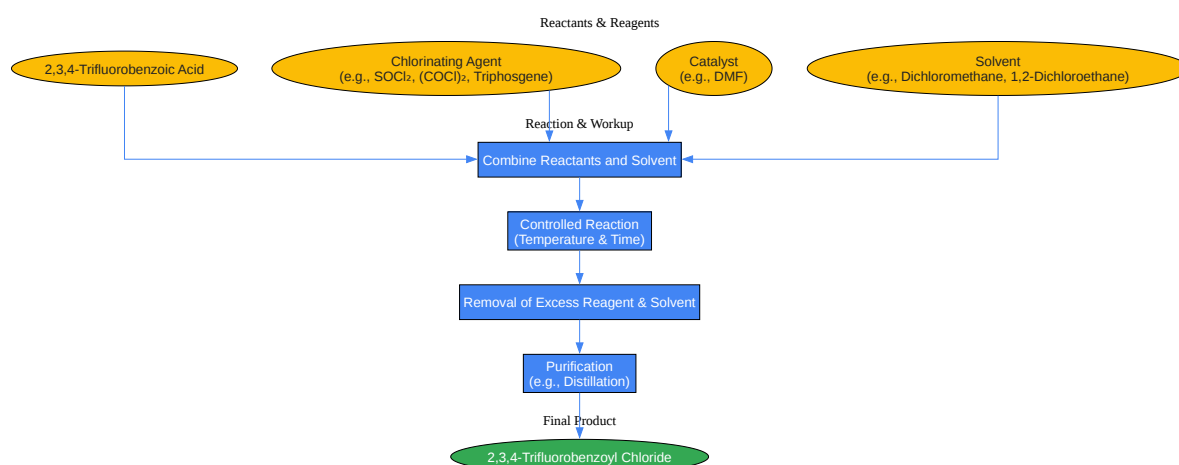 Reactants & Reagents
2,3,4-Trifluorobenzoic Acid
Chlorinating Agent
(e.g., SOCl₂, (COCl)₂, Triphosgene)
Catalyst
(e.g., DMF)
Solvent
(e.g., Dichloromethane, 1,2-Dichloroethane)
Reaction & Workup
Combine Reactants and Solvent
Controlled Reaction
(Temperature & Time)
Removal of Excess Reagent & Solvent
Purification
(e.g., Distillation)
Final Product
2,3,4-Trifluorobenzoyl Chloride